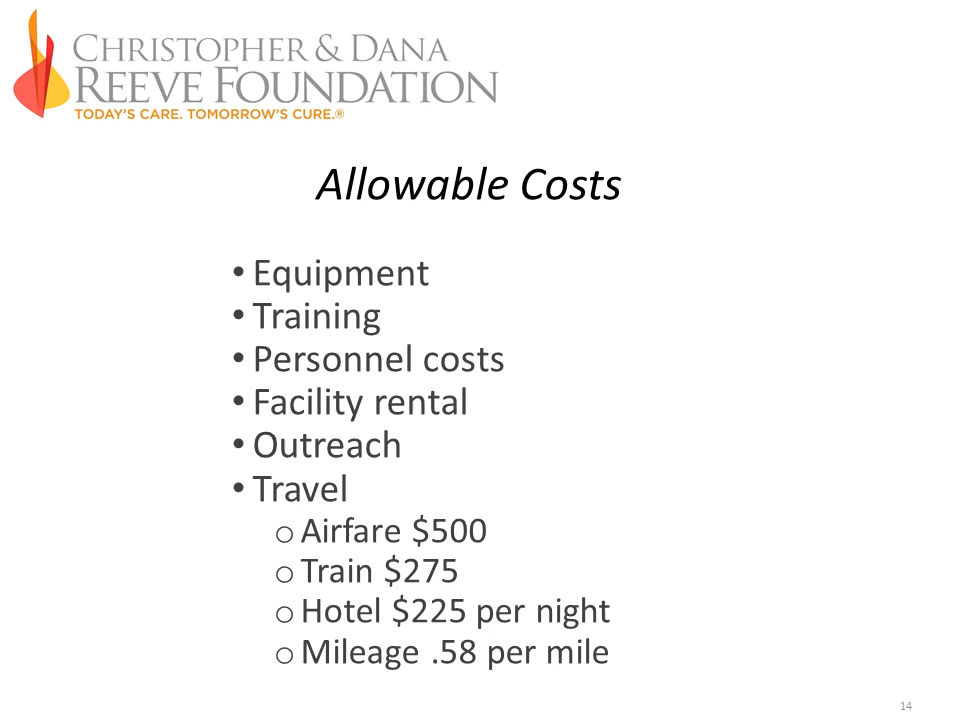 CHRISTOPHER & DANA
REEVE FOUNDATION
TODAY'S CARE. TOMORROW'S CURE.®
Allowable Costs
• Equipment
• Training
• Personnel costs
• Facility rental
• Outreach
• Travel
o Airfare $500
o Train $275
o Hotel $225 per night
o Mileage .58 per mile
14